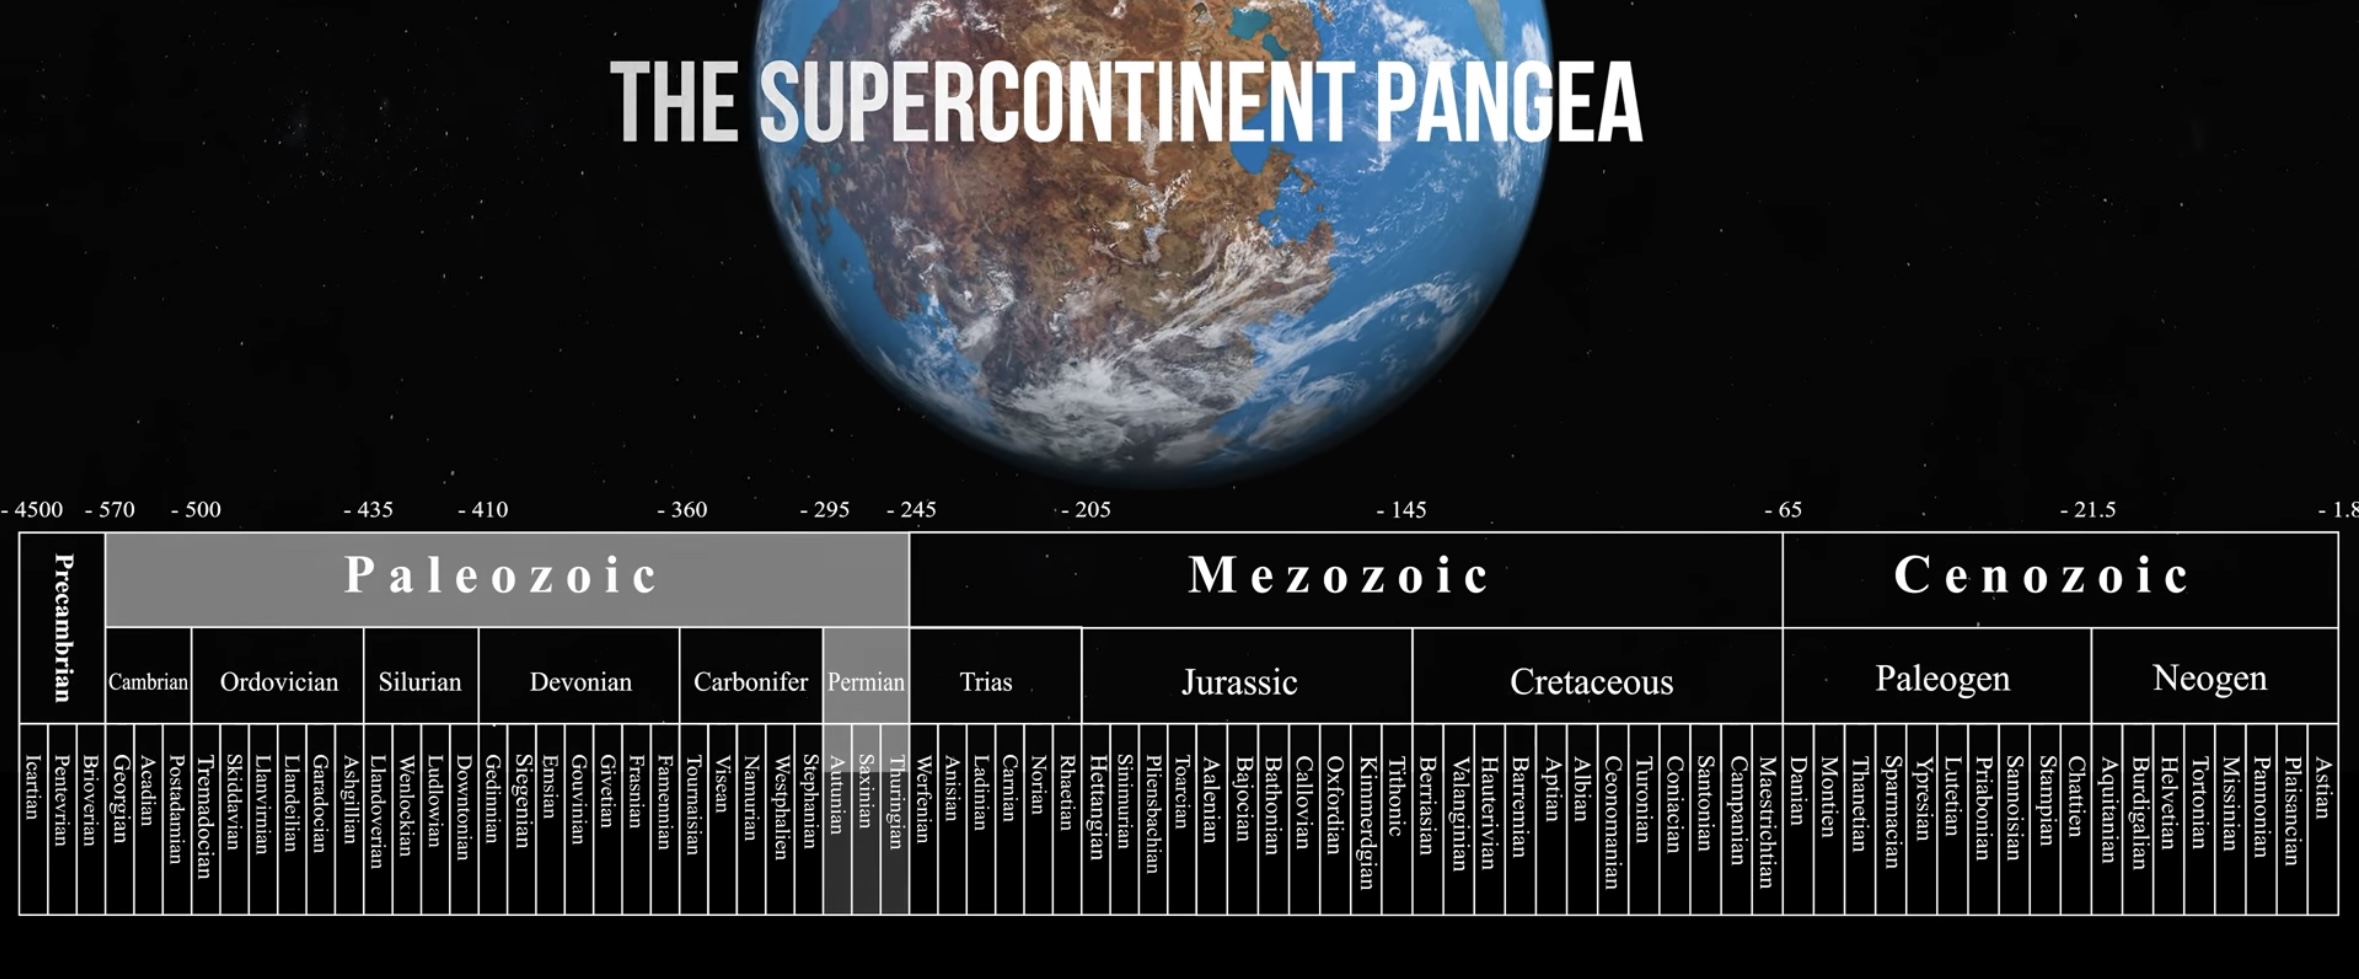 THE SUPERCONTINENT PANGEA
- 4500 - 570 - 500 - 435 - 410 - 360 - 295 - 245 - 205 - 145 - 65 - 21.5 - 1.8
Precambrian
Paleozoic Mezozoic Cenozoic
Cambrian Ordovician Silurian Devonian Carbonifer Permian Trias Jurassic Cretaceous Paleogen Neogen
Icartian
Pentevrian
Brioverian
Georgian
Acadian
Postadamian
Tremadocian
Skiddavian
Llanvirnian
Llandeilian
Garadocian
Ashgillian
Llandoverian
Wenlockian
Ludlowian
Downtonian
Gedinnian
Siegenian
Emsian
Gouvinian
Givetian
Frasnian
Famennian
Tournaisian
Visean
Namurian
Westphalien
Stephanian
Autunian
Saxinian
Thuringian
Werfenian
Anisian
Ladinian
Carnian
Norian
Rhaetian
Hettangian
Sinimurian
Pliensbachian
Toarcian
Aalenian
Bajocian
Bathonian
Callovian
Oxfordian
Kimmerdgian
Tithonic
Berriasian
Valanginian
Hauterivian
Barremian
Aptian
Albian
Ceonomanian
Turonian
Coniacian
Santonian
Campanian
Maestrichtian
Danian
Montien
Thanetian
Sparnacian
Ypresian
Lutetian
Priabonian
Sannoisian
Stampian
Chattien
Aquitanian
Burdigalian
Helvetian
Tortonian
Missinian
Pannonian
Plaisancian
Astian